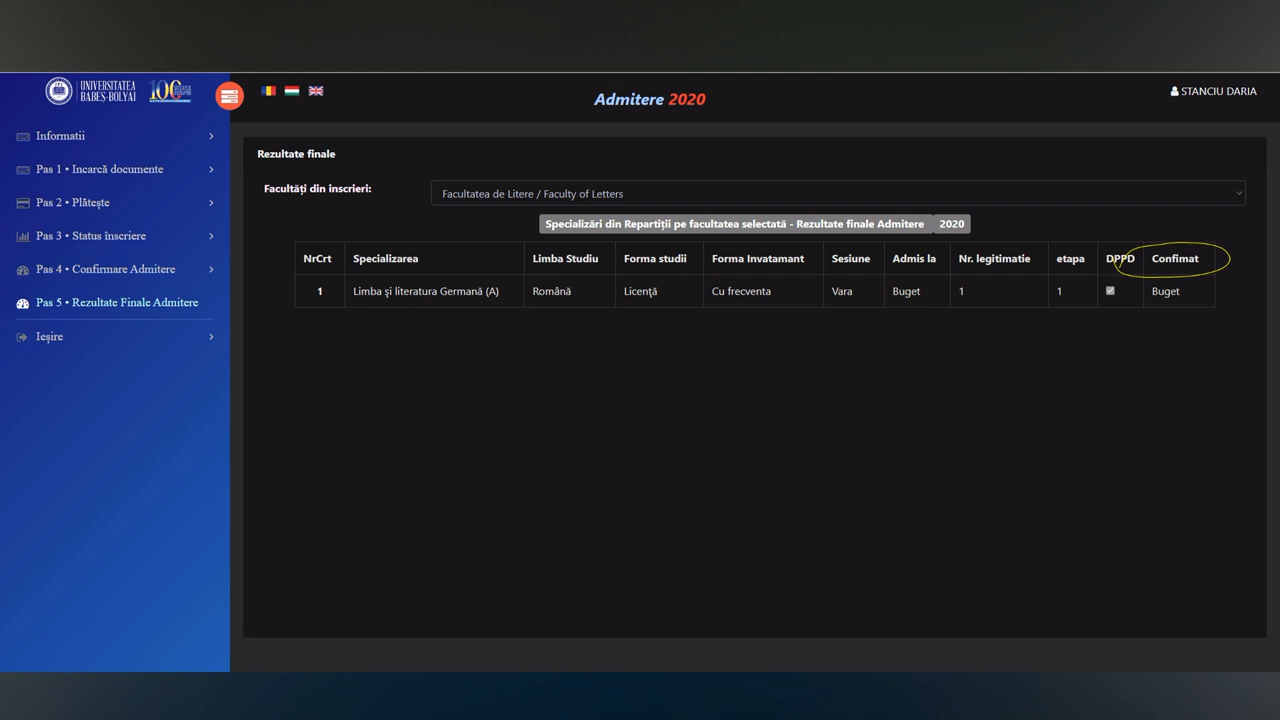 UNIVERSITATEA
BABEȘ-BOLYAI
100
Admitere 2020
STANCIU DARIA
Informatii
Pas 1 • Incarcă documente
Pas 2 • Plătește
Pas 3 • Status înscriere
Pas 4 • Confirmare Admitere
Pas 5 • Rezultate Finale Admitere
Ieșire
Rezultate finale
Facultăți din inscrieri: Facultatea de Litere / Faculty of Letters
Specializări din Repartiții pe facultatea selectată - Rezultate finale Admitere 2020
NrCrt Specializarea Limba Studiu Forma studii Forma Invatamant Sesiune Admis la Nr. legitimatie etapa DPPD Confimat
1 Limba şi literatura Germană (A) Română Licenţă Cu frecventa Vara Buget 1 1 Buget